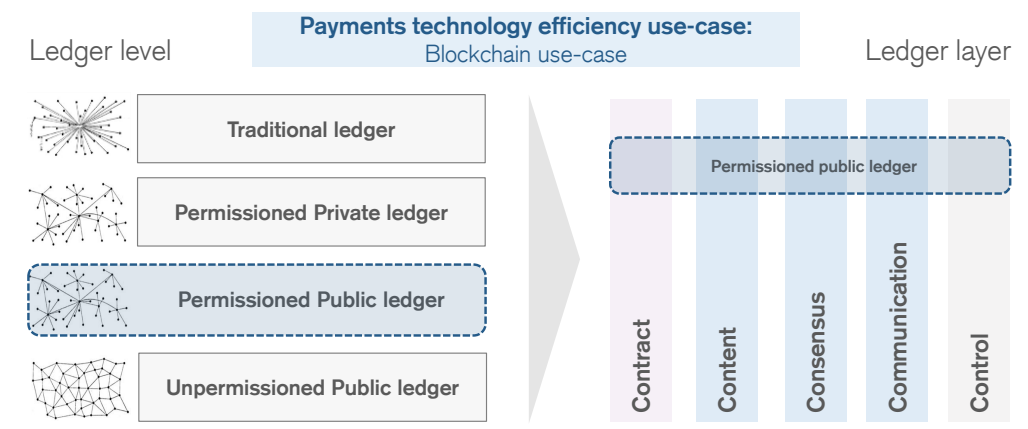 Payments technology efficiency use-case:
Blockchain use-case
Ledger level
Ledger layer
Traditional ledger
Permissioned Private ledger
Permissioned Public ledger
Unpermissioned Public ledger
Permissioned public ledger
Contract
Content
Consensus
Communication
Control